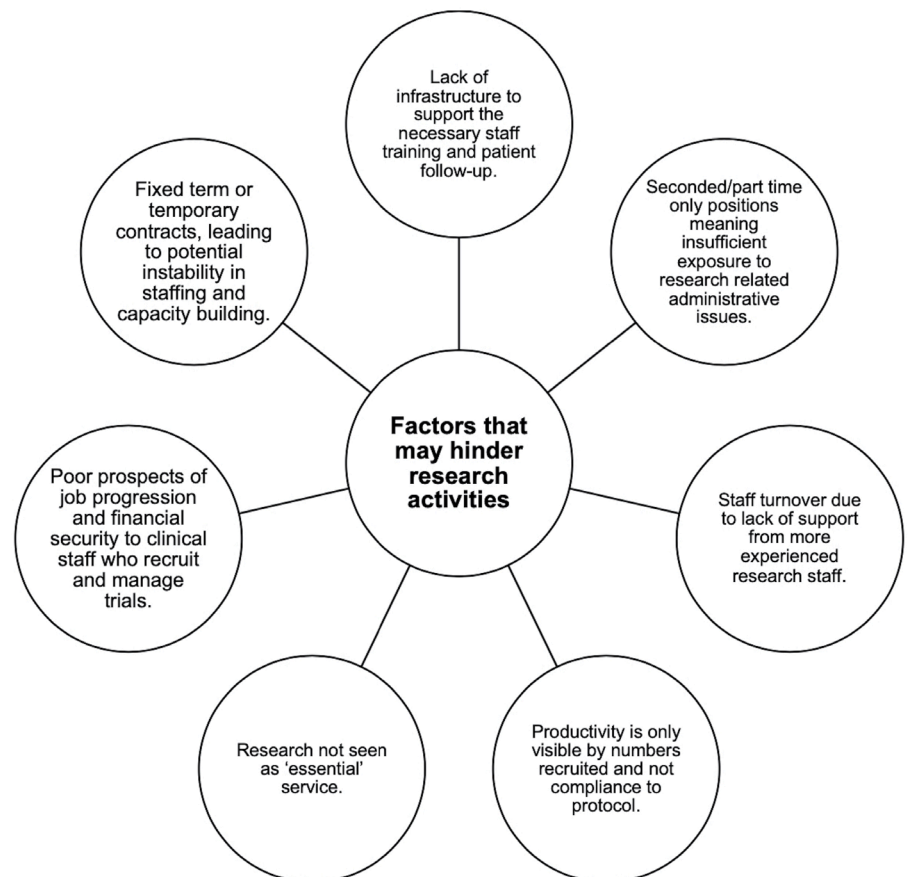 Lack of
infrastructure to
support the
necessary staff
training and patient
follow-up.
Fixed term or
temporary
contracts, leading
to potential
instability in
staffing and
capacity building.
Seconded/part time
only positions
meaning
insufficient
exposure to
research related
administrative
issues.
Factors that
may hinder
research
activities
Poor prospects of
job progression
and financial
security to clinical
staff who recruit
and manage
trials.
Staff turnover due
to lack of support
from more
experienced
research staff.
Research not seen
as ‘essential’
service.
Productivity is only
visible by numbers
recruited and not
compliance to
protocol.